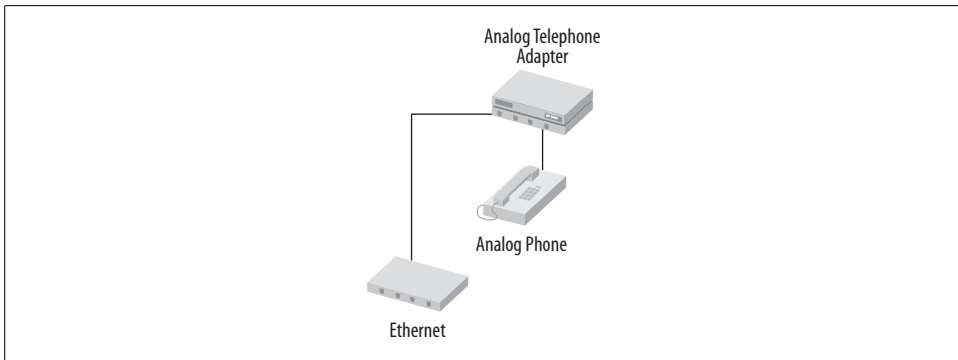 Analog Telephone
Adapter
Analog Phone
Ethernet